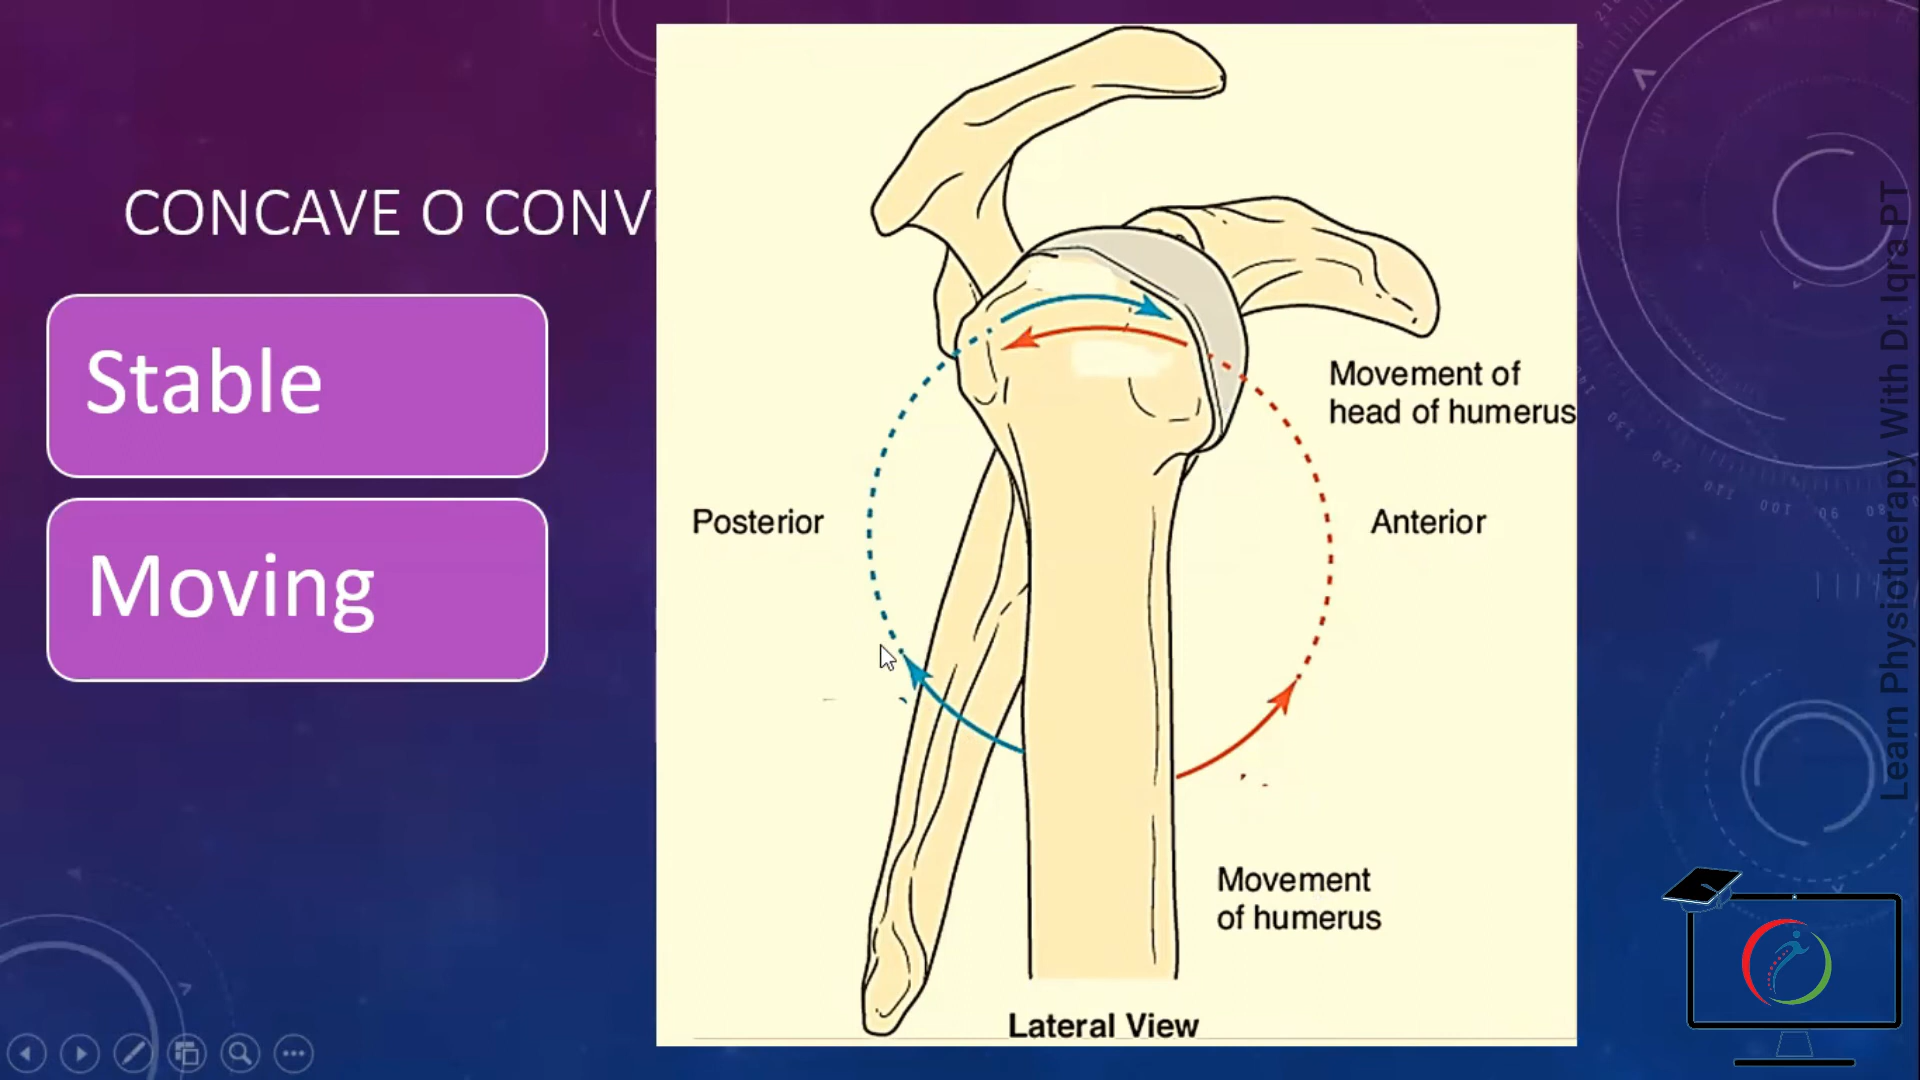 CONCAVE O CONV
Stable
Moving
Movement of
head of humerus
Posterior
Anterior
Movement
of humerus
Lateral View
Learn Physiotherapy With Dr Iqra PT